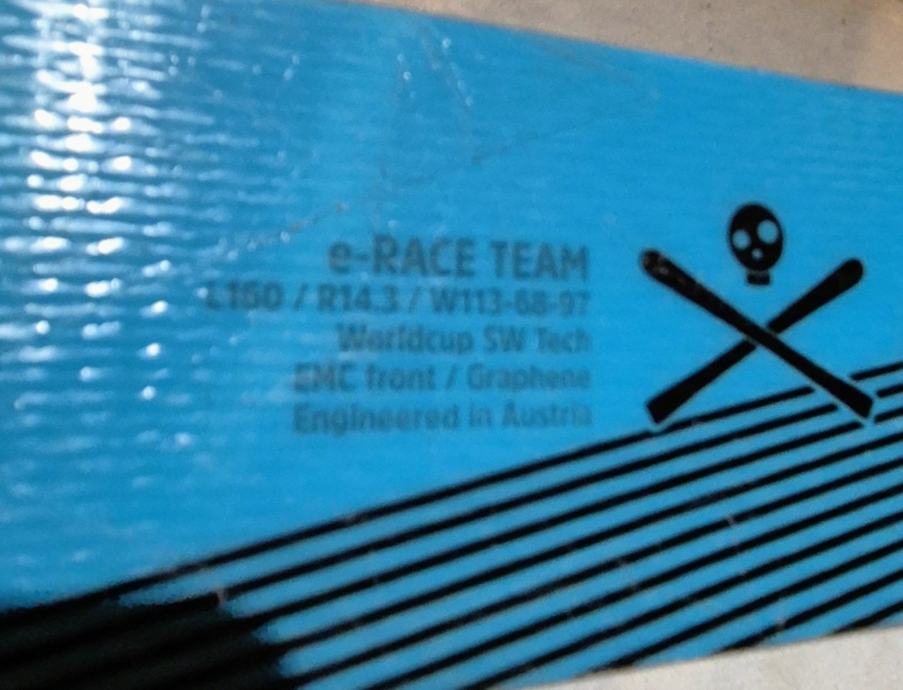 e-RACE TEAM
L160 / R14.3 / W113-68-97
Worldcup SW Tech
EMC front / Graphene
Engineered in Austria